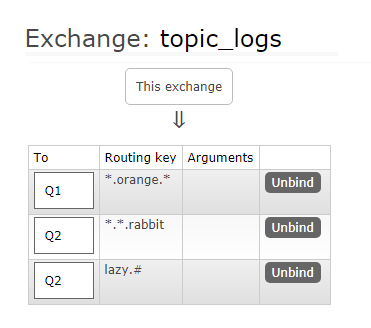 Exchange: topic_logs
This exchange
⇓
To Routing key Arguments
Q1 *.orange.* Unbind
Q2 *.*.rabbit Unbind
Q2 lazy.# Unbind